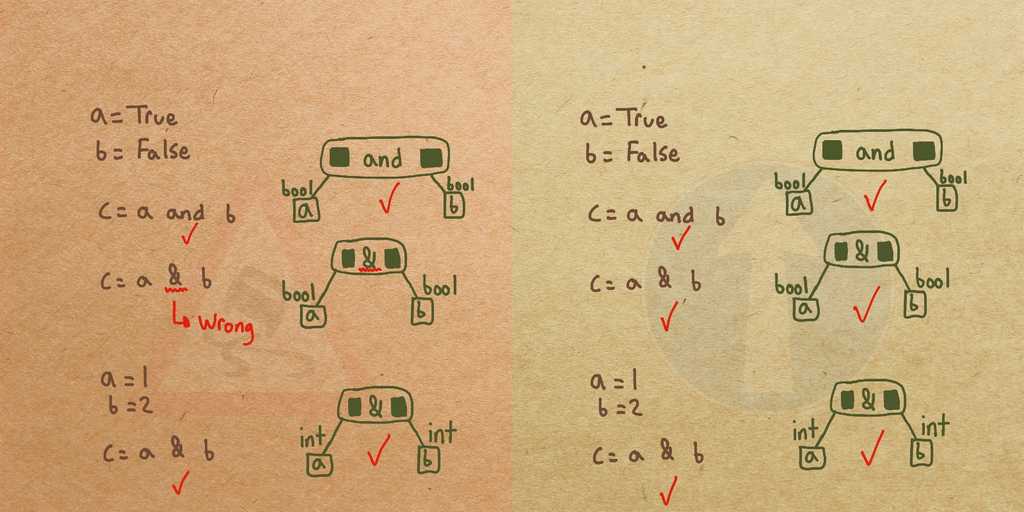 a = True
b = False
and
bool
bool
a
b
c = a and b
&
c = a & b
bool
bool
a
b
Wrong
a = 1
b = 2
&
int
int
c = a & b
a
b
a = True
b = False
and
bool
bool
a
b
c = a and b
&
c = a & b
bool
bool
a
b
a = 1
b = 2
&
int
int
c = a & b
a
b